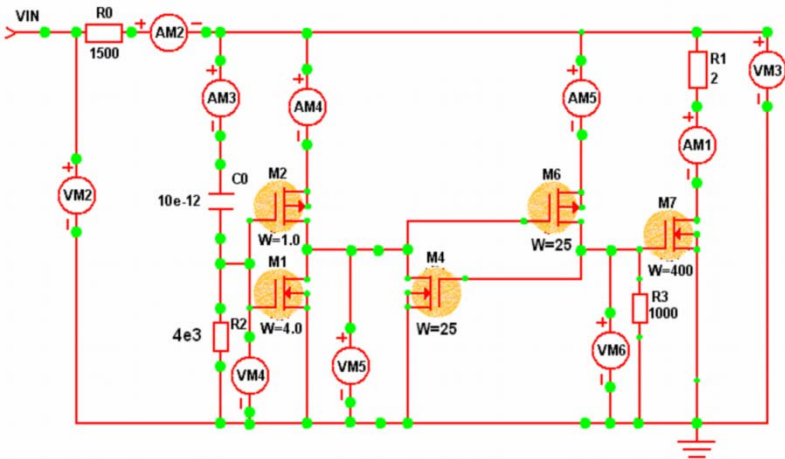 VIN
R0
1500
AM2
AM3
AM4
AM5
R1
2
VM3
AM1
VM2
C0
10e-12
M2
W=1.0
M6
W=25
M7
W=400
M1
W=4.0
M4
W=25
R3
1000
4e3
R2
VM4
VM5
VM6